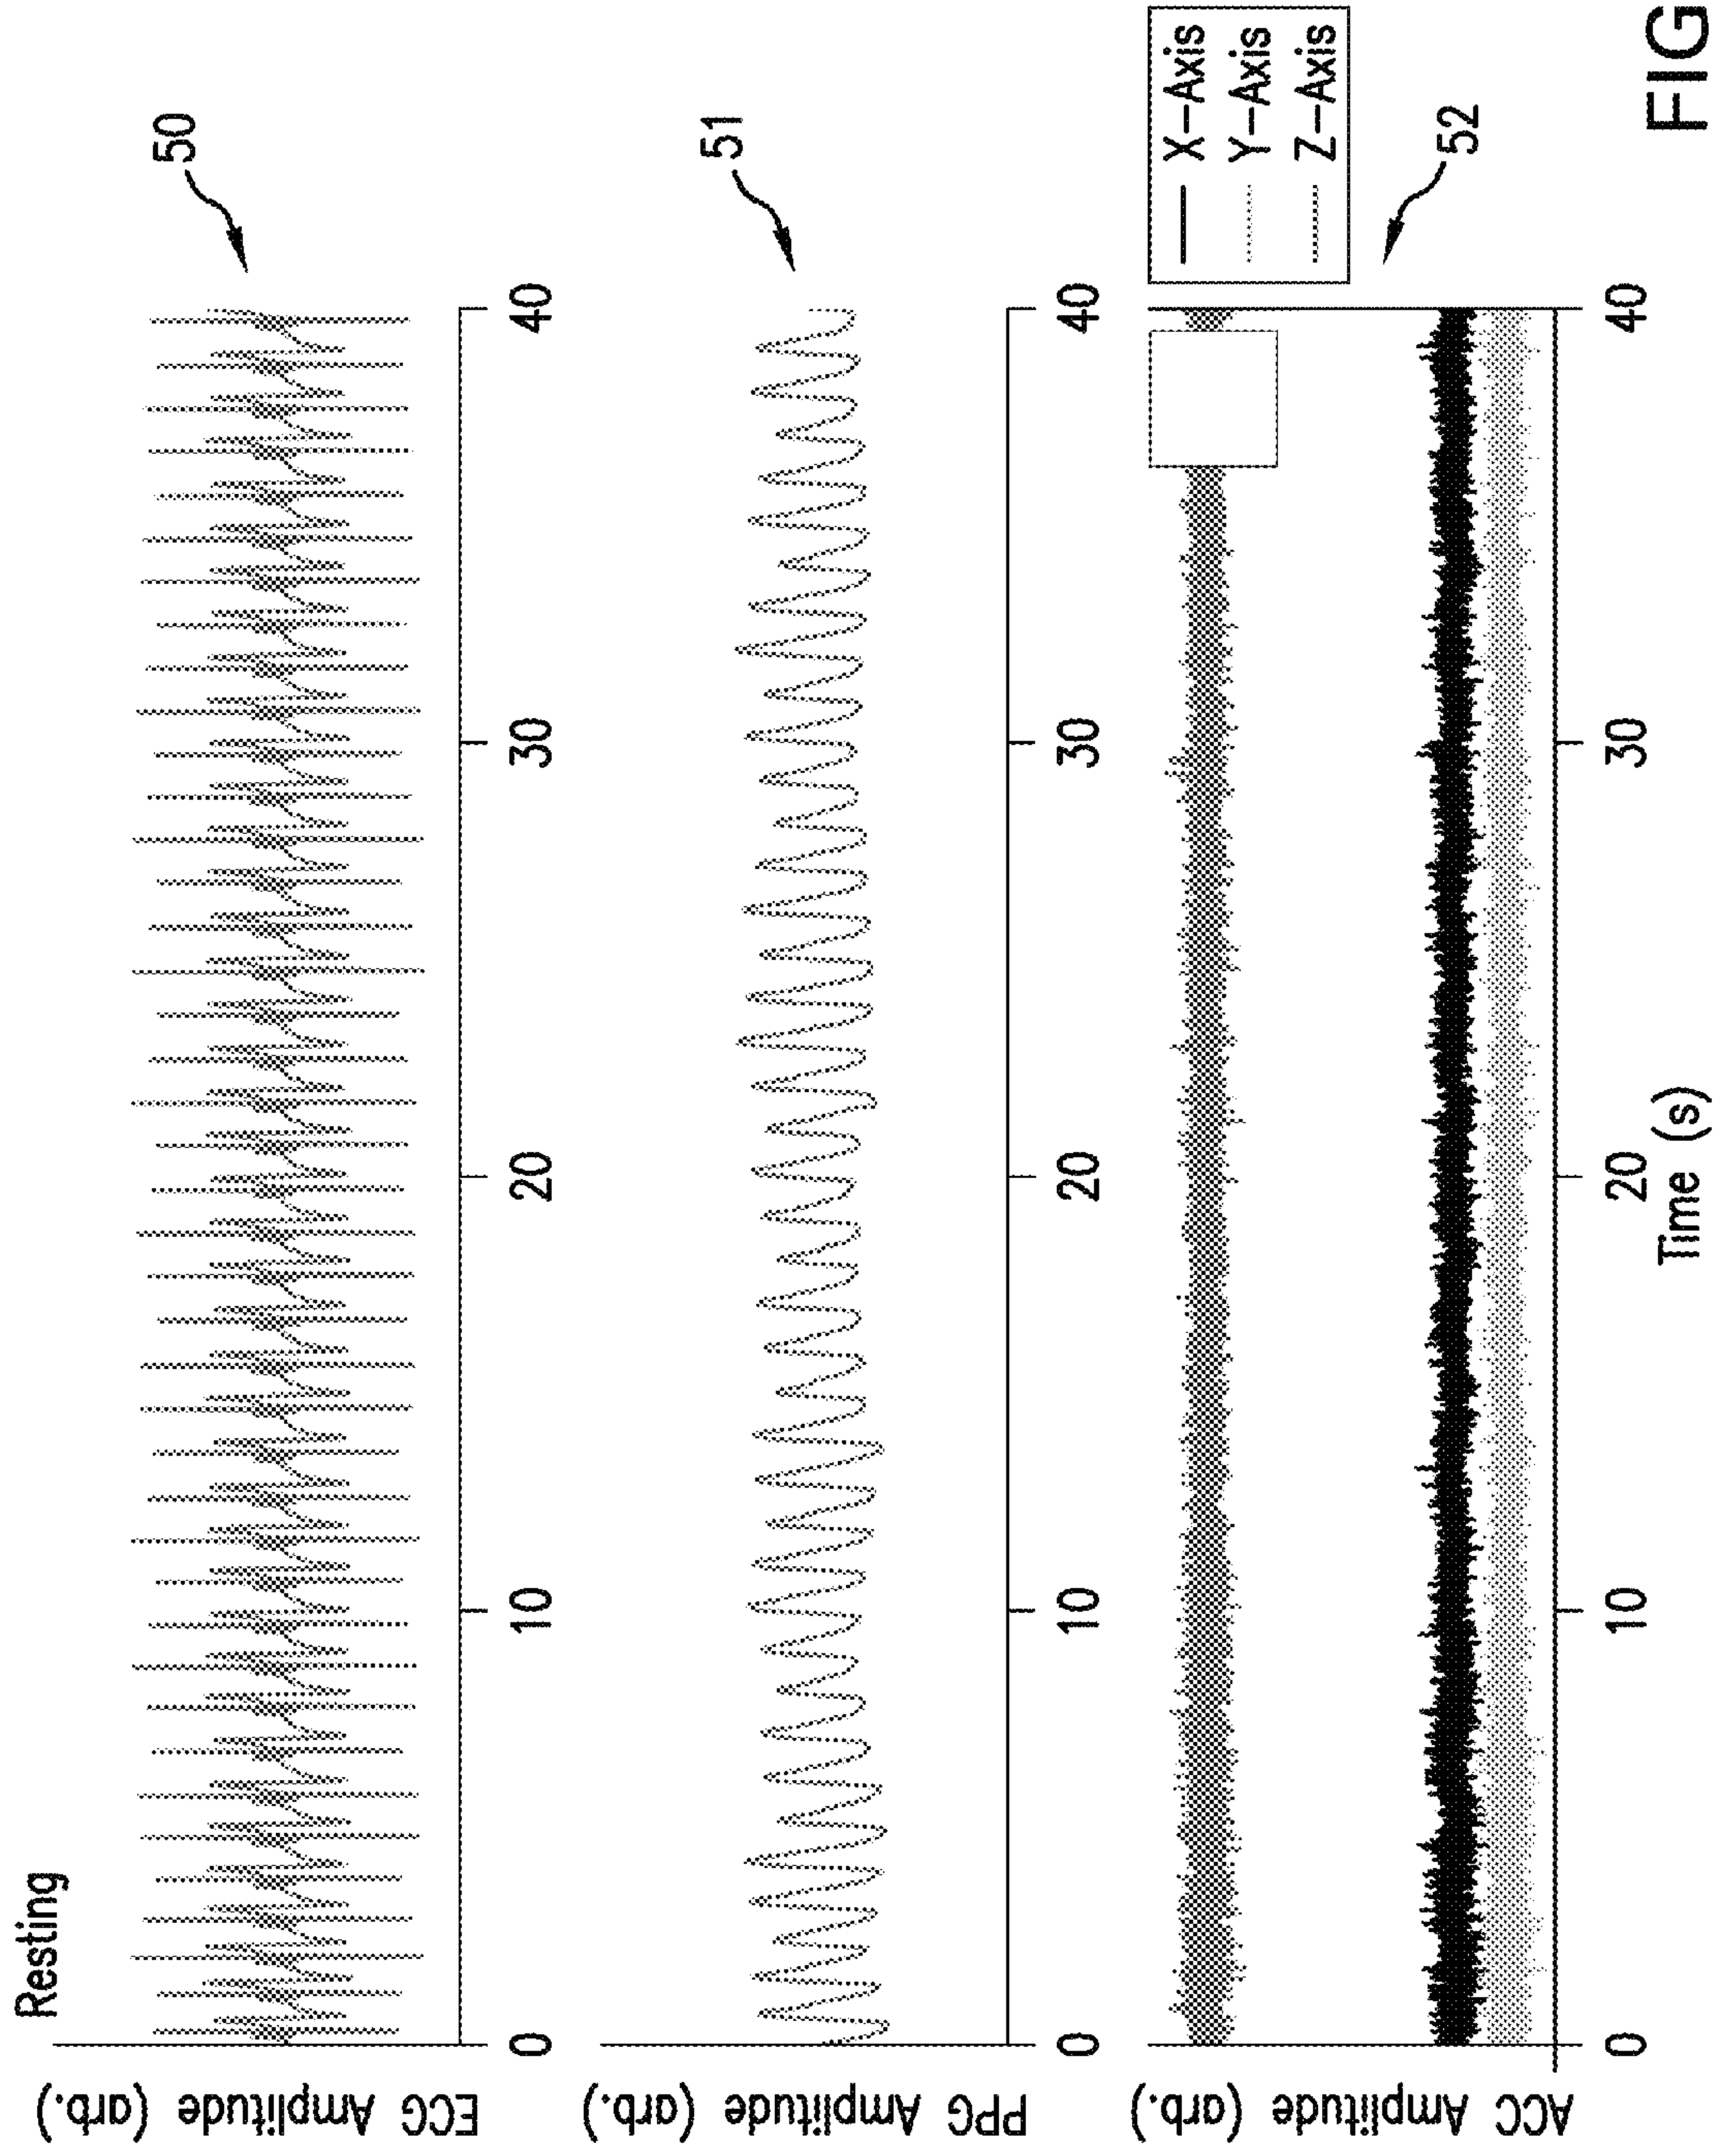 Resting
ECG Amplitude (arb.)
50
0
10
20
30
40
PPG Amplitude (arb.)
51
0
10
20
30
40
ACC Amplitude (arb.)
X-Axis
Y-Axis
Z-Axis
52
0
10
20
30
40
Time (s)
FIG